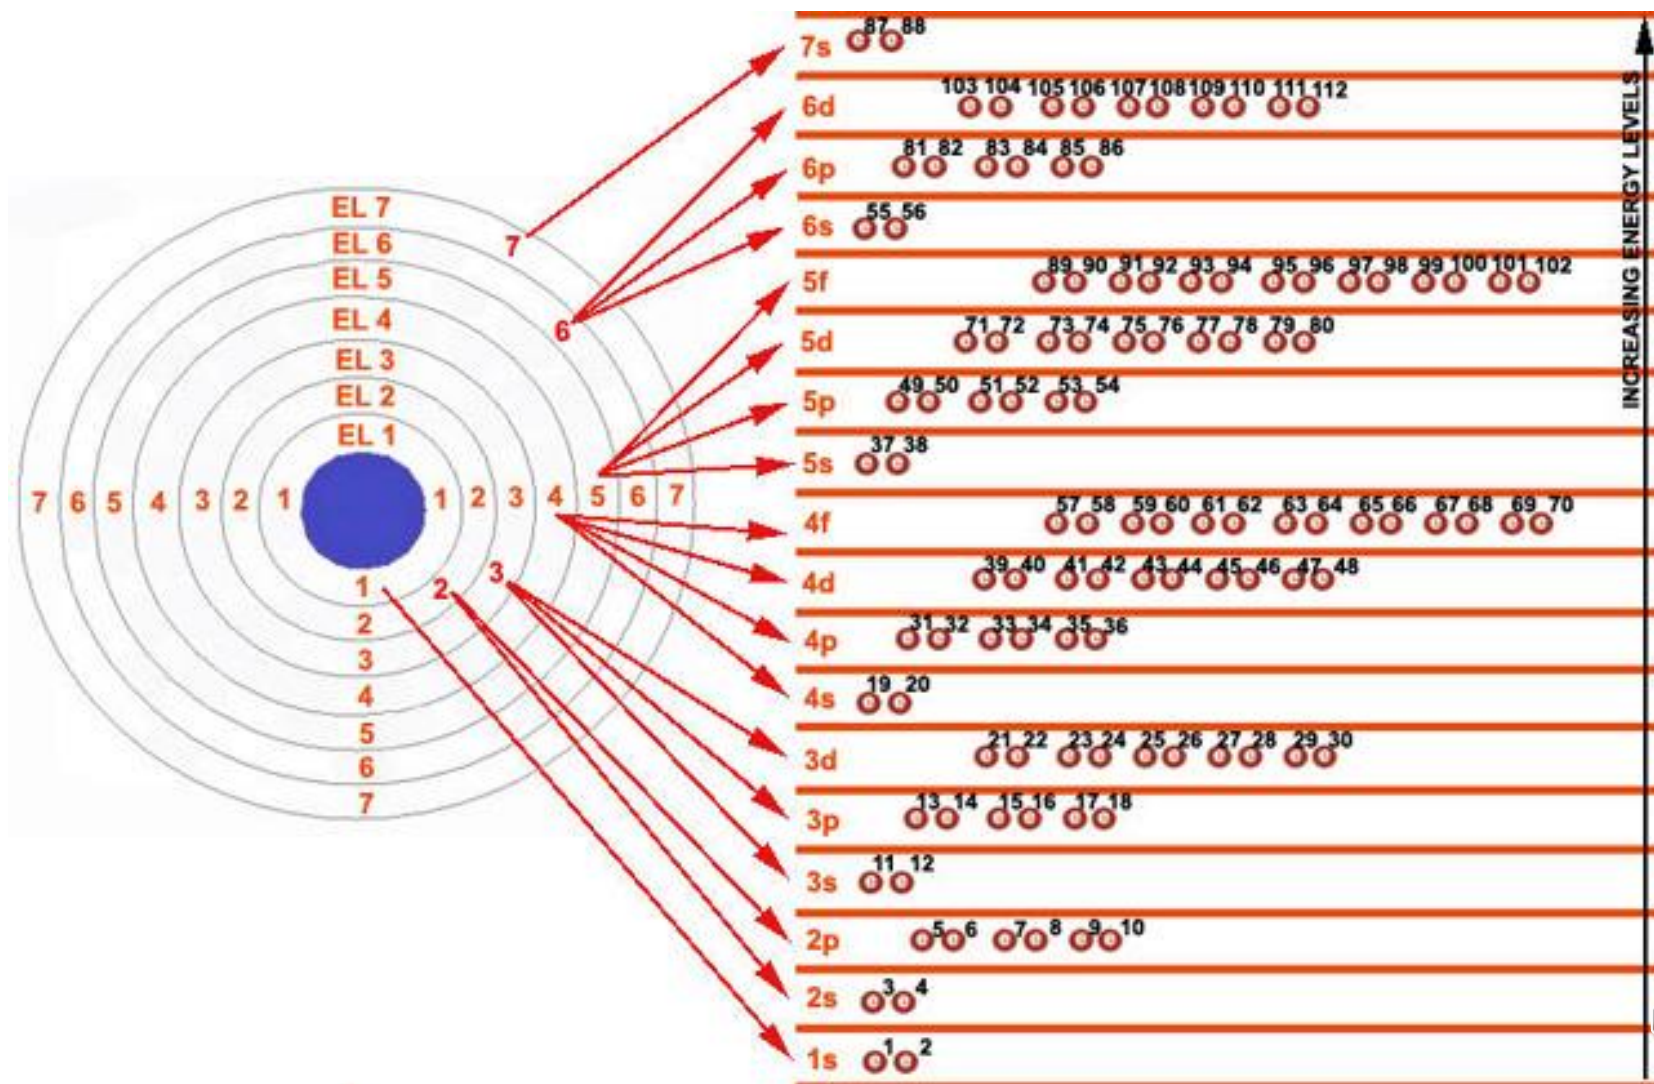 EL 7
EL 6
EL 5
EL 4
EL 3
EL 2
EL 1
7 6 5 4 3 2 1 1 2 3 4 5 6 7
1
2
3
4
5
6
7
7
6
3
2
7s 87 88
6d 103 104 105 106 107 108 109 110 111 112
6p 81 82 83 84 85 86
6s 55 56
5f 89 90 91 92 93 94 95 96 97 98 99 100 101 102
5d 71 72 73 74 75 76 77 78 79 80
5p 49 50 51 52 53 54
5s 37 38
4f 57 58 59 60 61 62 63 64 65 66 67 68 69 70
4d 39 40 41 42 43 44 45 46 47 48
4p 31 32 33 34 35 36
4s 19 20
3d 21 22 23 24 25 26 27 28 29 30
3p 13 14 15 16 17 18
3s 11 12
2p 5 6 7 8 9 10
2s 3 4
1s 1 2
INCREASING ENERGY LEVELS